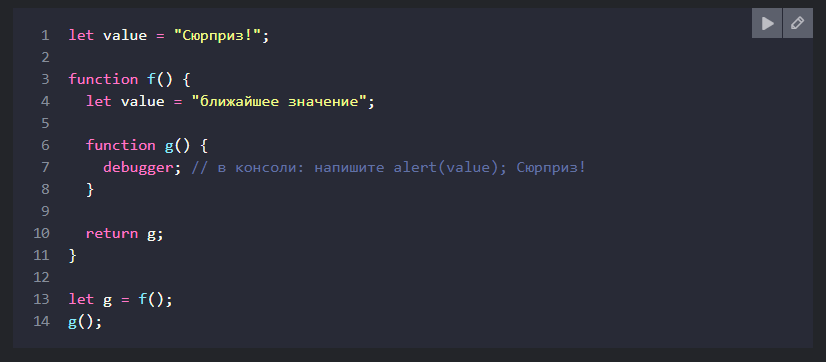 1 let value = "Сюрприз!";
2
3 function f() {
4   let value = "ближайшее значение";
5
6   function g() {
7     debugger; // в консоли: напишите alert(value); Сюрприз!
8   }
9
10   return g;
11 }
12
13 let g = f();
14 g();